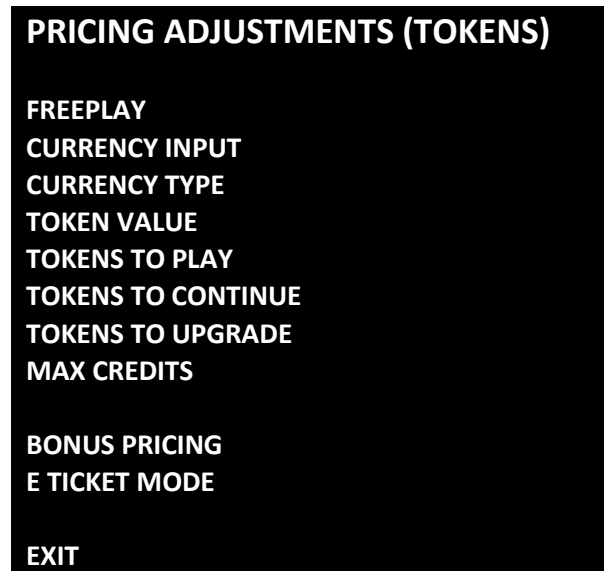 PRICING ADJUSTMENTS (TOKENS)
FREEPLAY
CURRENCY INPUT
CURRENCY TYPE
TOKEN VALUE
TOKENS TO PLAY
TOKENS TO CONTINUE
TOKENS TO UPGRADE
MAX CREDITS
BONUS PRICING
E TICKET MODE
EXIT